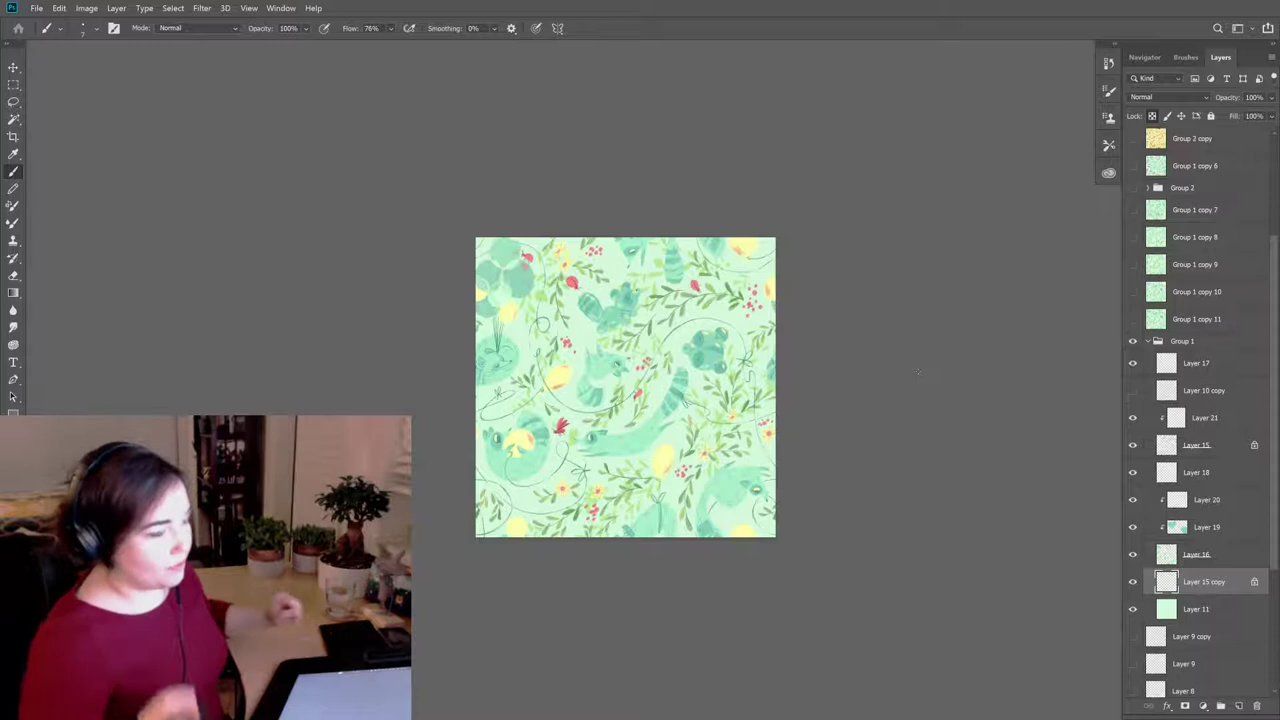 Ps File Edit Image Layer Type Select Filter 3D View Window Help
Mode: Normal Opacity: 100% Flow: 76% Smoothing: 0%
Navigator Brushes Layers
Kind
Normal Opacity: 100%
Lock: Fill: 100%
Group 2 copy
Group 1 copy 6
Group 2
Group 1 copy 7
Group 1 copy 8
Group 1 copy 9
Group 1 copy 10
Group 1 copy 11
Group 1
Layer 17
Layer 10 copy
Layer 21
Layer 15
Layer 18
Layer 20
Layer 19
Layer 16
Layer 15 copy
Layer 11
Layer 9 copy
Layer 9
Layer 8